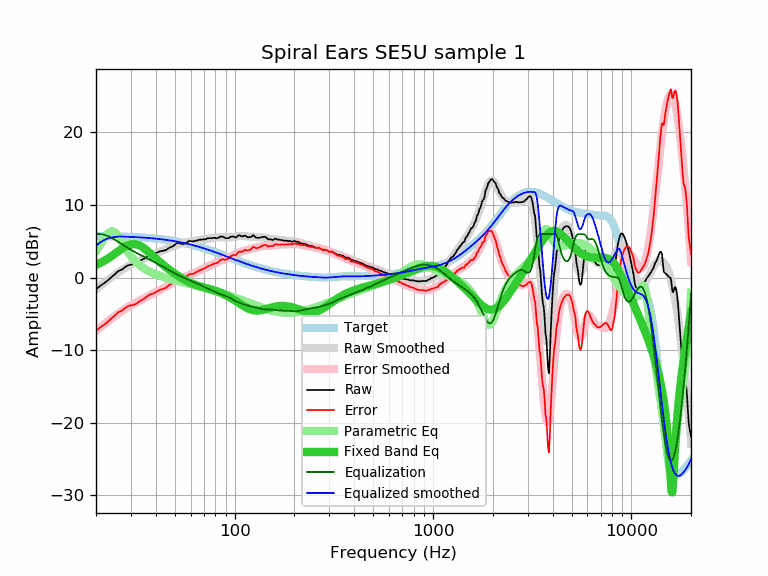 Spiral Ears SE5U sample 1
Amplitude (dBr)
20
10
0
−10
−20
−30
Target
Raw Smoothed
Error Smoothed
Raw
Error
Parametric Eq
Fixed Band Eq
Equalization
Equalized smoothed
100
1000
10000
Frequency (Hz)